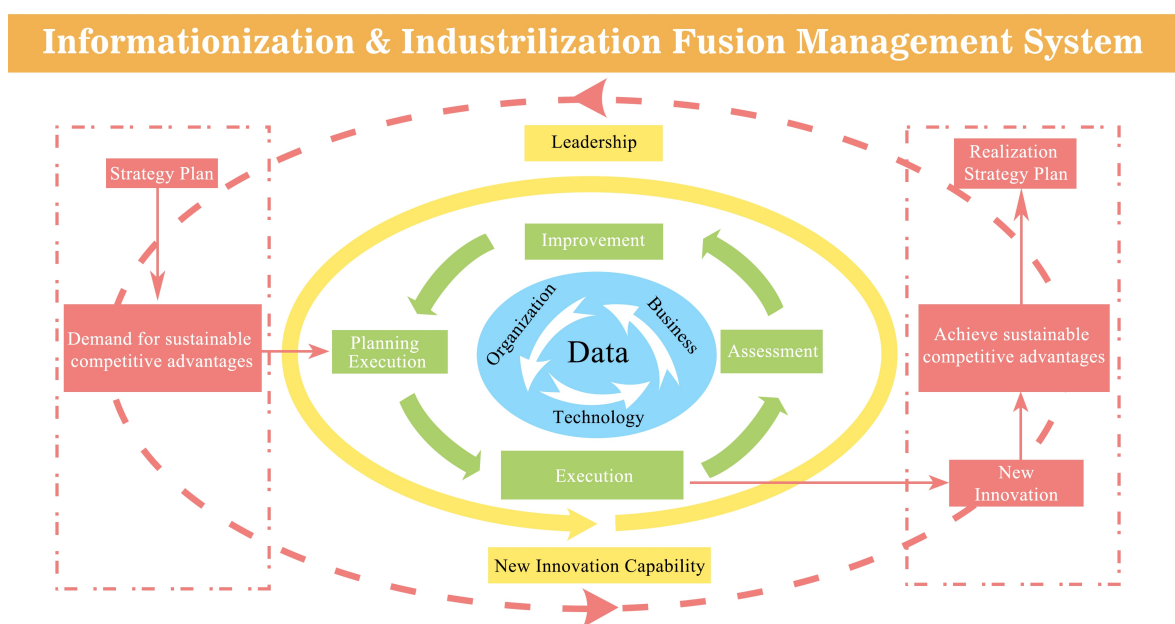 Informationization & Industrilization Fusion Management System
Leadership
Strategy Plan
Realization
Strategy Plan
Improvement
Organization
Business
Demand for sustainable
competitive advantages
Planning
Execution
Data
Assessment
Achieve sustainable
competitive advantages
Technology
Execution
New
Innovation
New Innovation Capability